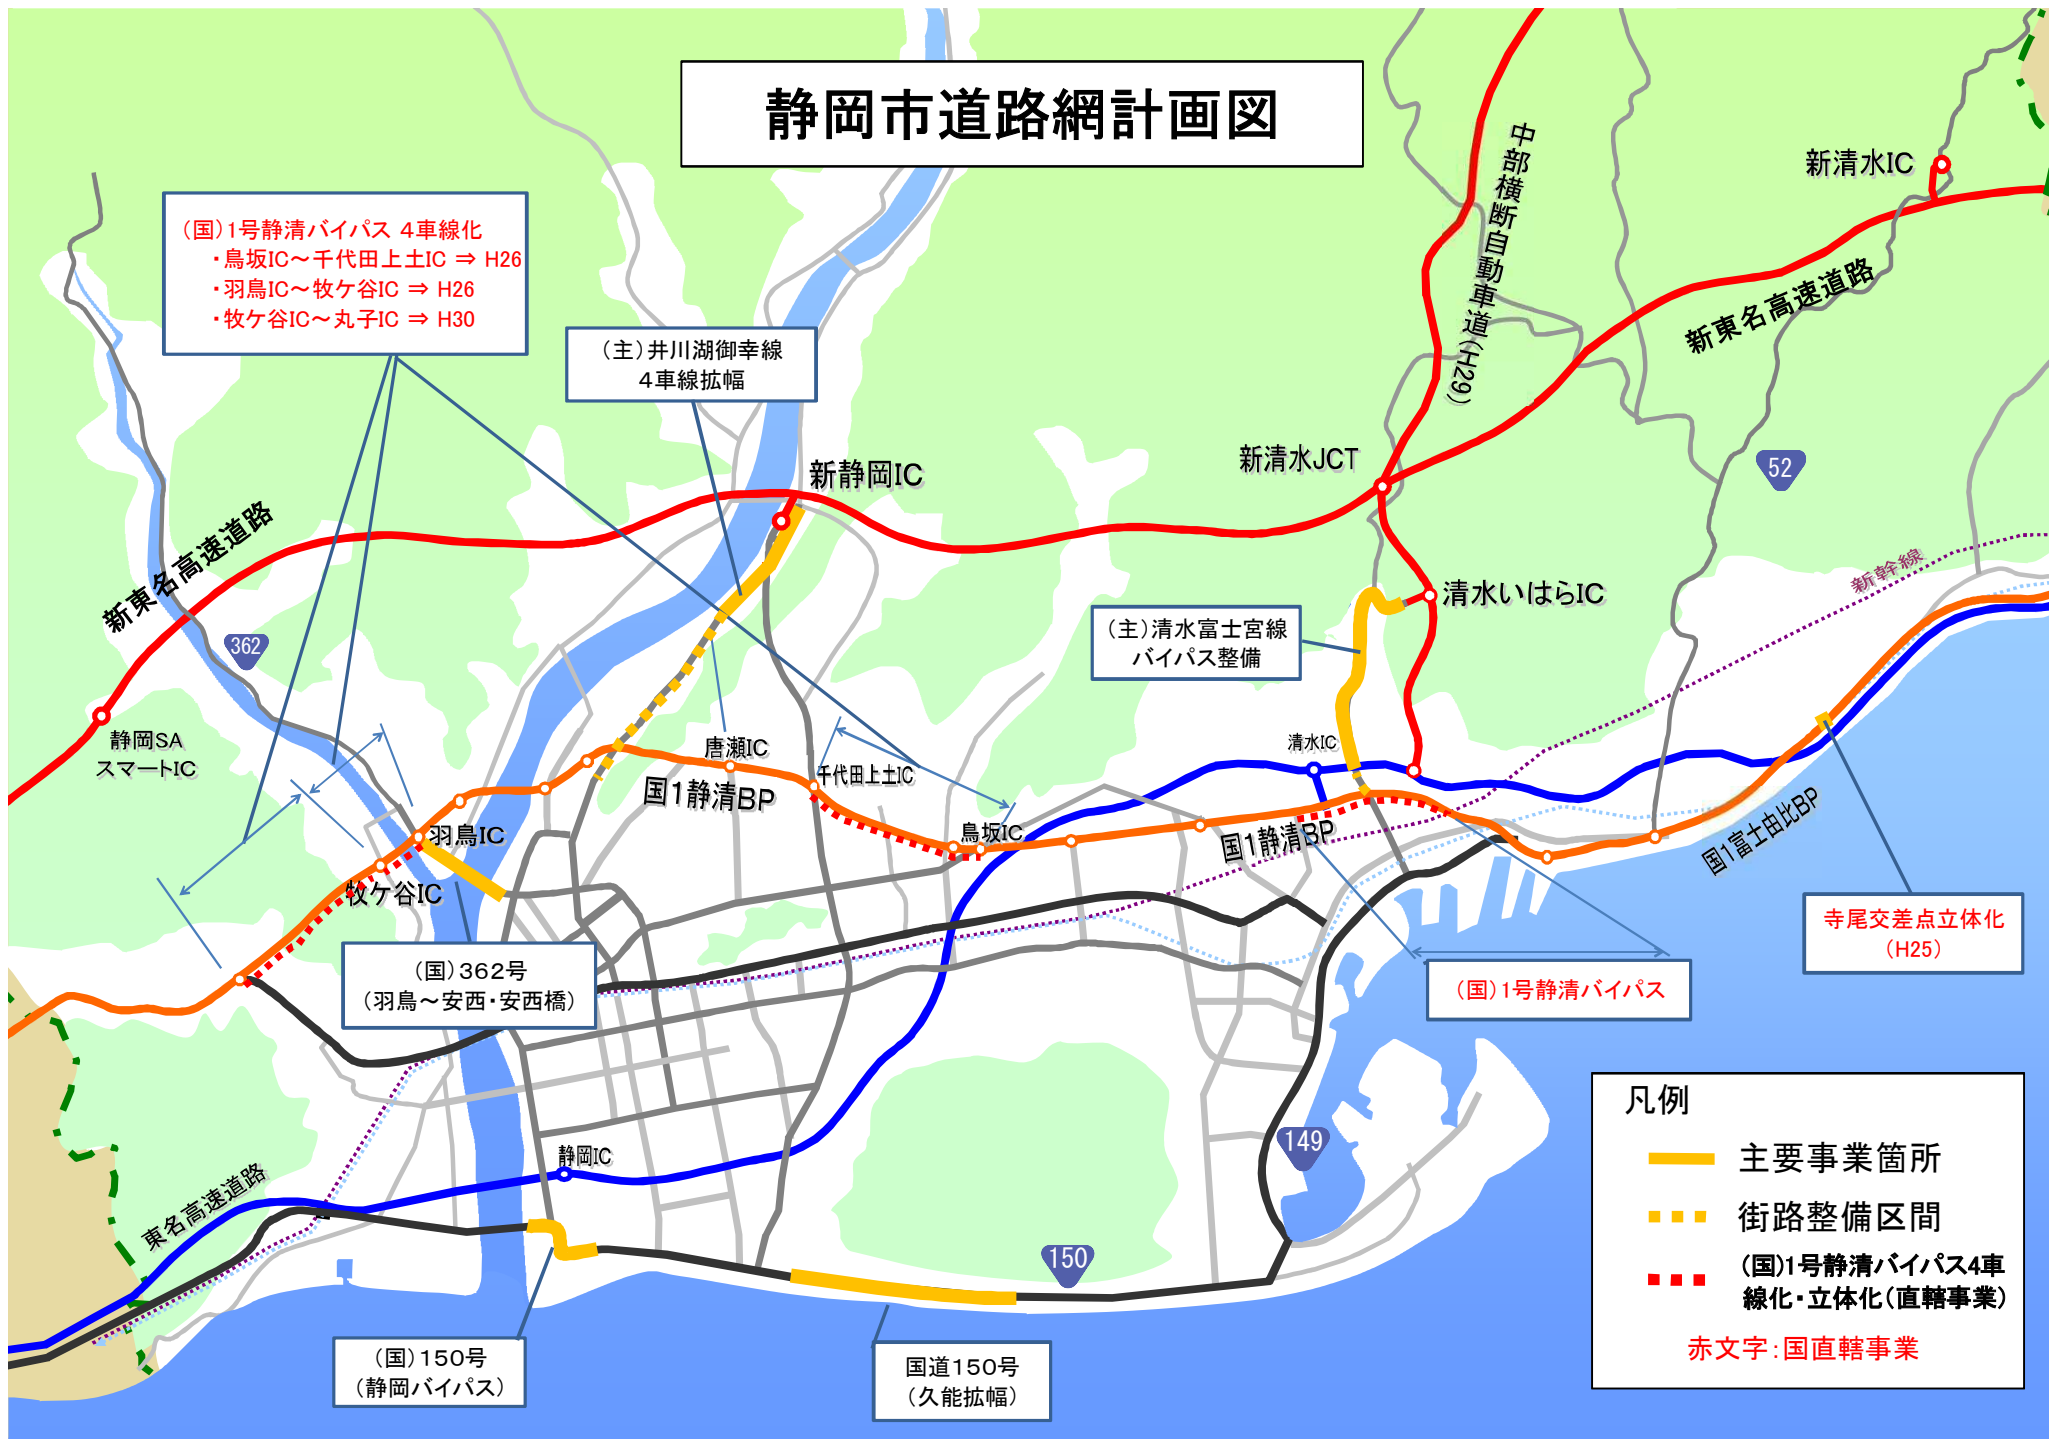 静岡市道路網計画図
(国)1号静清バイパス 4車線化
・鳥坂IC～千代田上土IC ⇒ H26
・羽鳥IC～牧ケ谷IC ⇒ H26
・牧ケ谷IC～丸子IC ⇒ H30
(主)井川湖御幸線
4車線拡幅
中部横断自動車道(H29)
新清水IC
新東名高速道路
新静岡IC
新清水JCT
52
新東名高速道路
362
静岡SA
スマートIC
新幹線
清水いはらIC
(主)清水富士宮線
バイパス整備
唐瀬IC
千代田上土IC
清水IC
国1静清BP
羽鳥IC
鳥坂IC
国1静清BP
国1富士由比BP
牧ケ谷IC
寺尾交差点立体化
(H25)
(国)362号
(羽鳥～安西・安西橋)
(国)1号静清バイパス
149
静岡IC
東名高速道路
150
(国)150号
(静岡バイパス)
国道150号
(久能拡幅)
凡例
主要事業箇所
街路整備区間
(国)1号静清バイパス4車
線化・立体化(直轄事業)
赤文字:国直轄事業